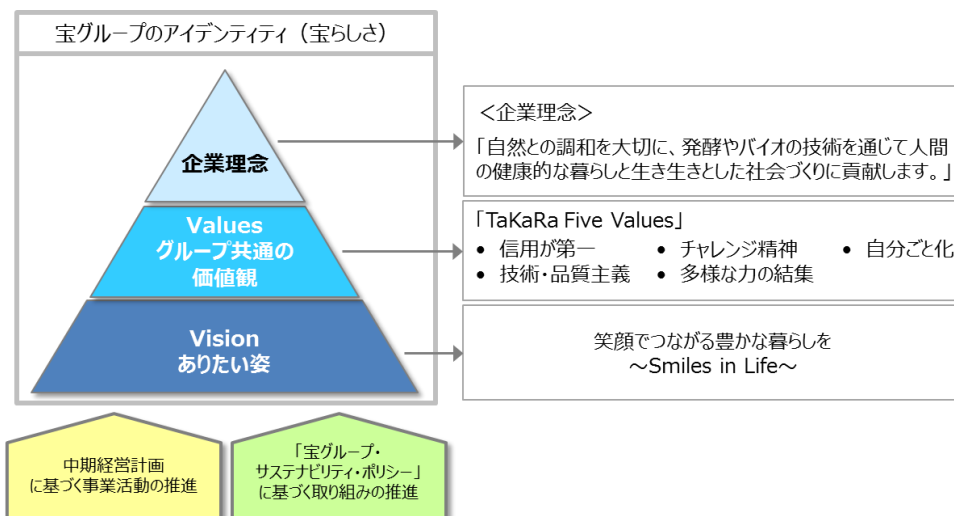 宝グループのアイデンティティ（宝らしさ）
企業理念
Values
グループ共通の
価値観
Vision
ありたい姿
＜企業理念＞
「自然との調和を大切に、発酵やバイオの技術を通じて人間
の健康的な暮らしと生き生きとした社会づくりに貢献します。」
「TaKaRa Five Values」
• 信用が第一 • チャレンジ精神 • 自分ごと化
• 技術・品質主義 • 多様な力の結集
笑顔でつながる豊かな暮らしを
～Smiles in Life～
中期経営計画
に基づく事業活動の推進
「宝グループ・
サステナビリティ・ポリシー」
に基づく取り組みの推進